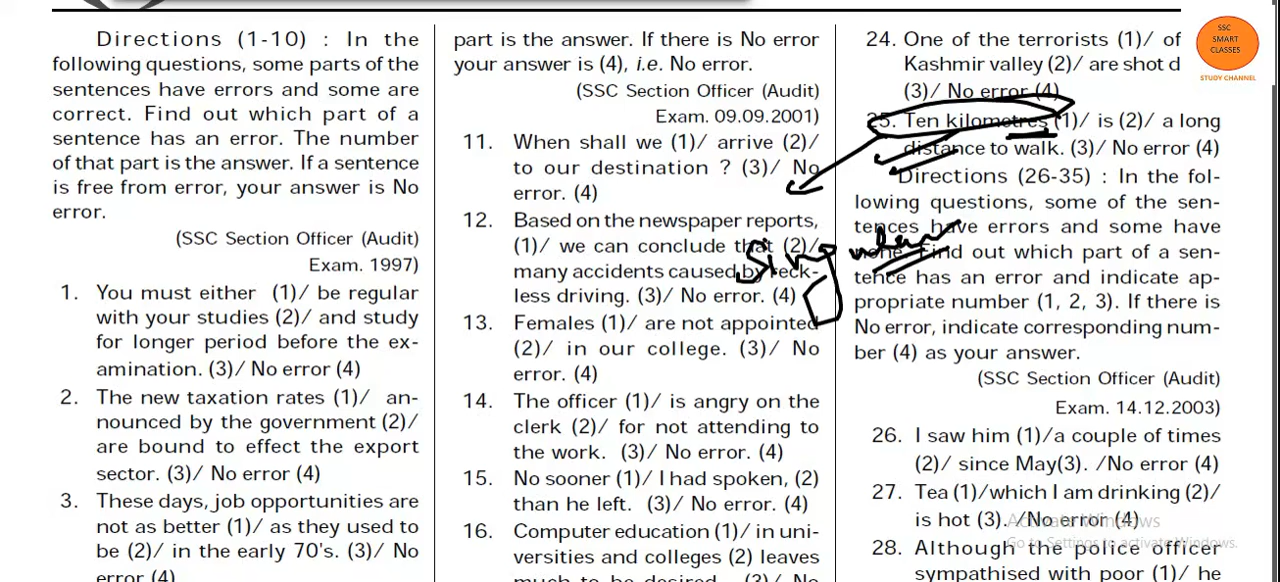 Directions (1-10) : In the
following questions, some parts of the
sentences have errors and some are
correct. Find out which part of a
sentence has an error. The number
of that part is the answer. If a sentence
is free from error, your answer is No
error.
(SSC Section Officer (Audit)
Exam. 1997)
1. You must either (1)/ be regular
with your studies (2)/ and study
for longer period before the ex-
amination. (3)/ No error (4)
2. The new taxation rates (1)/ an-
nounced by the government (2)/
are bound to effect the export
sector. (3)/ No error (4)
3. These days, job opportunities are
not as better (1)/ as they used to
be (2)/ in the early 70's. (3)/ No
error (4)
part is the answer. If there is No error
your answer is (4), i.e. No error.
(SSC Section Officer (Audit)
Exam. 09.09.2001)
11. When shall we (1)/ arrive (2)/
to our destination ? (3)/ No
error. (4)
12. Based on the newspaper reports,
(1)/ we can conclude that (2)/
many accidents caused by reck-
less driving. (3)/ No error. (4)
13. Females (1)/ are not appointed
(2)/ in our college. (3)/ No
error. (4)
14. The officer (1)/ is angry on the
clerk (2)/ for not attending to
the work. (3)/ No error. (4)
15. No sooner (1)/ I had spoken, (2)
than he left. (3)/ No error. (4)
16. Computer education (1)/ in uni-
versities and colleges (2) leaves
much to be desired. (3)/ No
24. One of the terrorists (1)/ of
Kashmir valley (2)/ are shot d
(3)/ No error (4)
25. Ten kilometres (1)/ is (2)/ a long
distance to walk. (3)/ No error (4)
Directions (26-35) : In the fol-
lowing questions, some of the sen-
tences have errors and some have
none. Find out which part of a sen-
tence has an error and indicate ap-
propriate number (1, 2, 3). If there is
No error, indicate corresponding num-
ber (4) as your answer.
(SSC Section Officer (Audit)
Exam. 14.12.2003)
26. I saw him (1)/a couple of times
(2)/ since May(3). /No error (4)
27. Tea (1)/which I am drinking (2)/
is hot (3). /No error (4)
28. Although the police officer
sympathised with poor (1)/ he
SSC
SMART
CLASSES
STUDY CHANNEL
Sing
Activate Windows
Go to Settings to activate Windows.